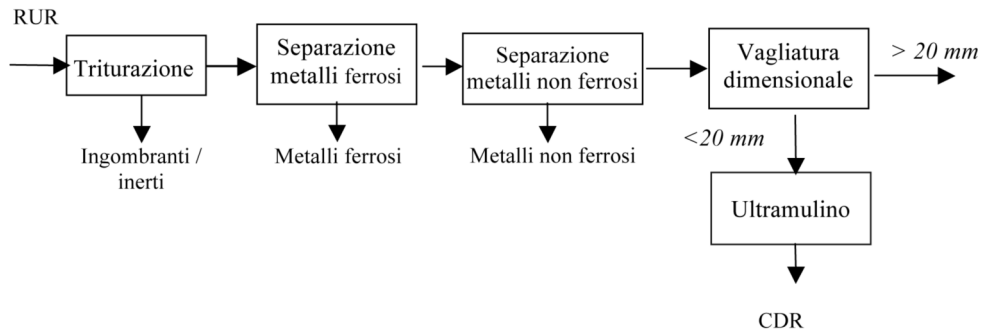 RUR
Triturazione
Separazione
metalli ferrosi
Separazione
metalli non ferrosi
Vagliatura
dimensionale
> 20 mm
Ingombranti /
inerti
Metalli ferrosi
Metalli non ferrosi
<20 mm
Ultramulino
CDR